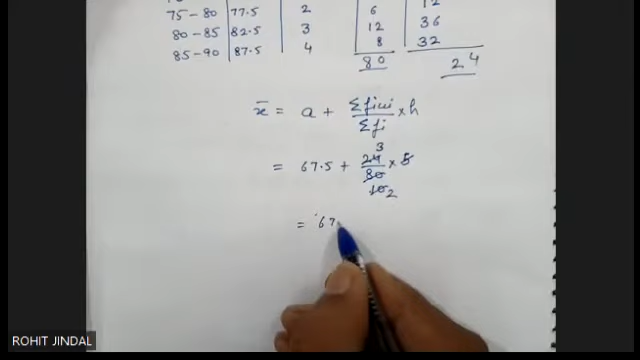 75-80 77.5 2 6 12
80-85 82.5 3 12 36
85-90 87.5 4 8 32
80 24
x̄ = a + Σfiui/Σfi × h
3
= 67.5 + 24/80 × 5
10 2
= 67
ROHIT JINDAL